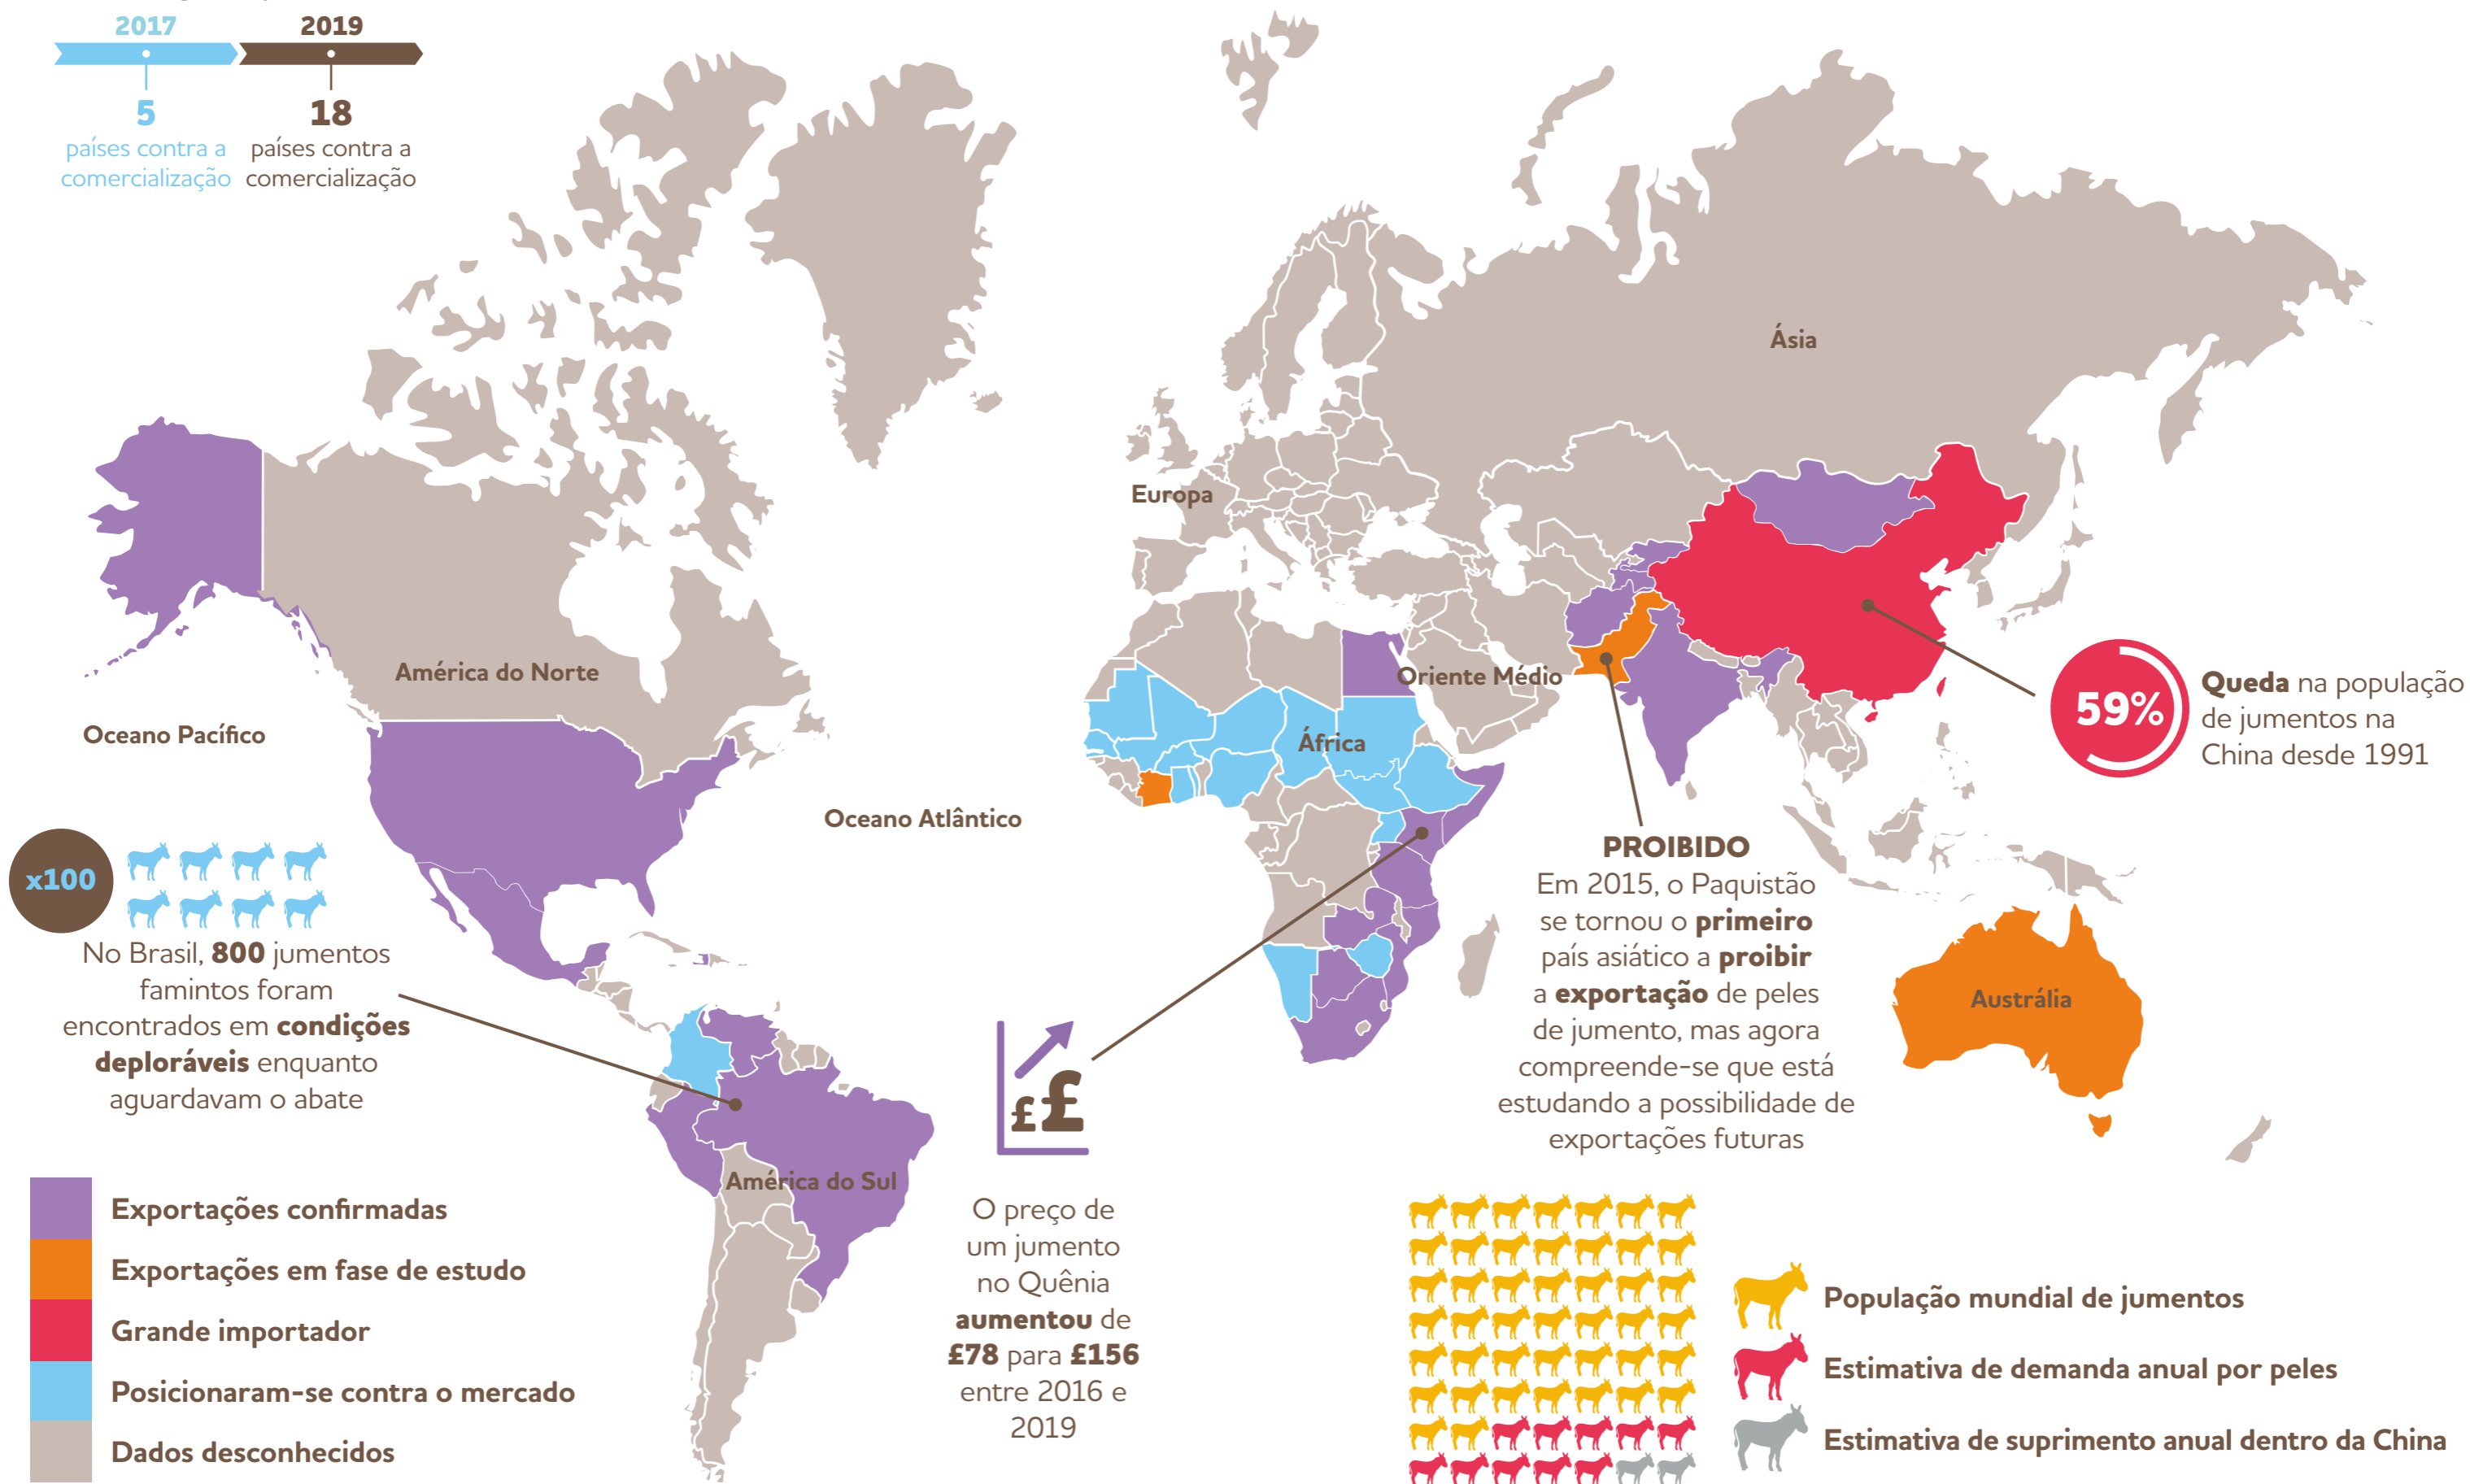 2017
2019
5
18
países contra a
comercialização
países contra a
comercialização
Ásia
Europa
América do Norte
Oriente Médio
Oceano Pacífico
África
59%
Queda na população
de jumentos na
China desde 1991
Oceano Atlântico
x100
No Brasil, 800 jumentos
famintos foram
encontrados em condições
deploráveis enquanto
aguardavam o abate
PROIBIDO
Em 2015, o Paquistão
se tornou o primeiro
país asiático a proibir
a exportação de peles
de jumento, mas agora
compreende-se que está
estudando a possibilidade de
exportações futuras
Austrália
££
América do Sul
O preço de
um jumento
no Quênia
aumentou de
£78 para £156
entre 2016 e
2019
Exportações confirmadas
Exportações em fase de estudo
Grande importador
Posicionaram-se contra o mercado
Dados desconhecidos
População mundial de jumentos
Estimativa de demanda anual por peles
Estimativa de suprimento anual dentro da China